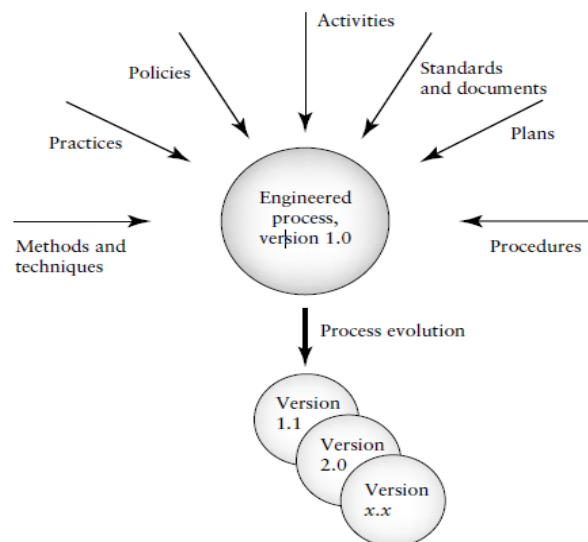 Activities
Policies
Standards
and documents
Practices
Plans
Engineered
process,
version 1.0
Methods and
techniques
Procedures
Process evolution
Version
1.1
Version
2.0
Version
x.x